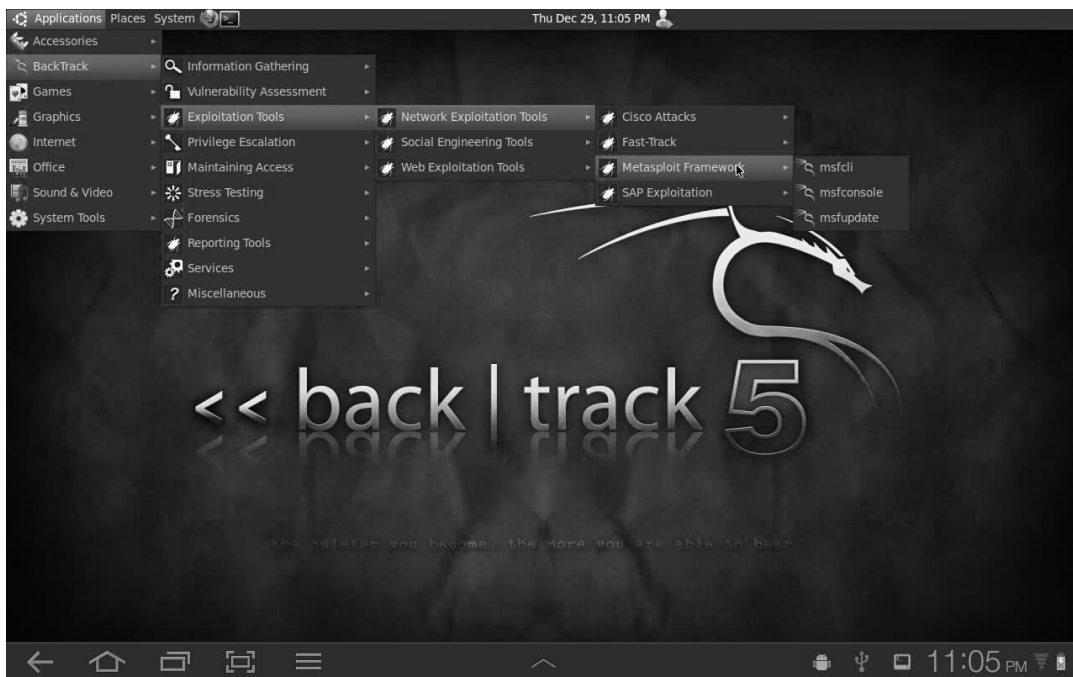 Applications Places System Thu Dec 29, 11:05 PM
Accessories
BackTrack
Games
Graphics
Internet
Office
Sound & Video
System Tools
Information Gathering
Vulnerability Assessment
Exploitation Tools
Privilege Escalation
Maintaining Access
Stress Testing
Forensics
Reporting Tools
Services
Miscellaneous
Network Exploitation Tools
Social Engineering Tools
Web Exploitation Tools
Cisco Attacks
Fast-Track
Metasploit Framework
SAP Exploitation
msfcli
msfconsole
msfupdate
<< back | track 5
the quieter you become, the more you are able to hear
11:05 PM